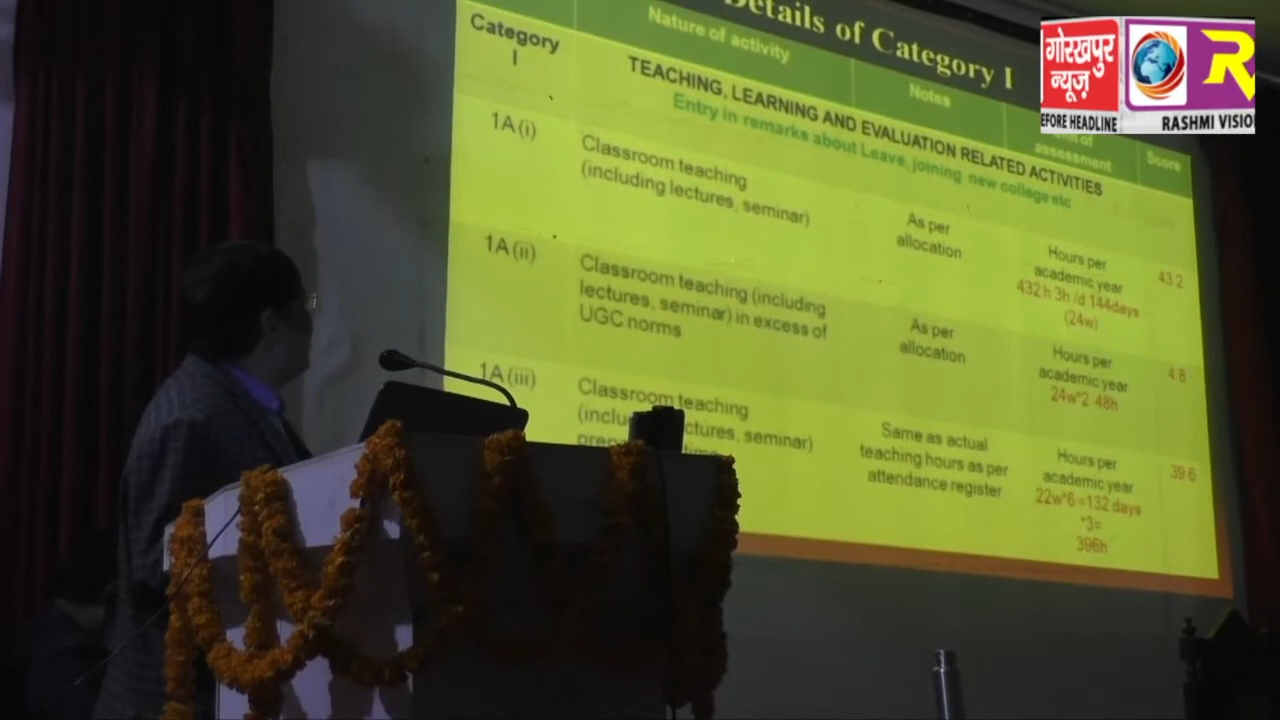 Details of Category I
Category
I
Nature of activity
Notes
of
assessment
Score
TEACHING, LEARNING AND EVALUATION RELATED ACTIVITIES
Entry in remarks about Leave, joining new college etc
1A (i)
Classroom teaching
(including lectures, seminar)
As per
allocation
Hours per
academic year
432 h 3h /d 144days
(24w)
43.2
1A (ii)
Classroom teaching (including
lectures, seminar) in excess of
UGC norms
As per
allocation
Hours per
academic year
24w*2 48h
4.8
1A (iii)
Classroom teaching
ctures, seminar)
Same as actual
teaching hours as per
attendance register
Hours per
academic year
22w*6 =132 days
*3=
396h
39.6
गोरखपुर
न्यूज़
EFORE HEADLINE
R
RASHMI VISIO